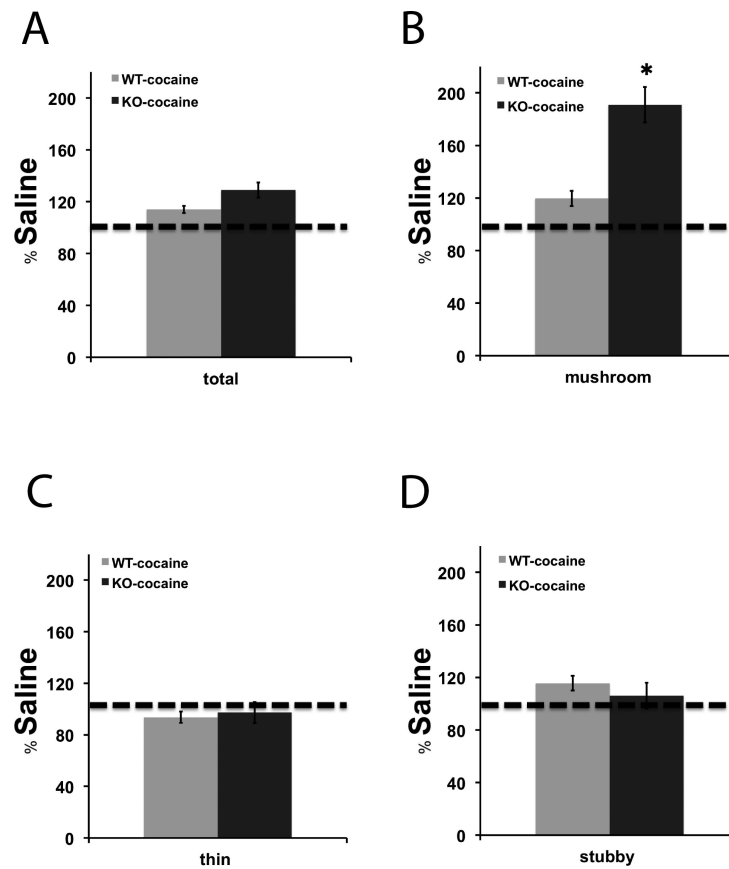 A
WT-cocaine
KO-cocaine
200
160
120
80
40
0
% Saline
total
B
*
WT-cocaine
KO-cocaine
200
160
120
80
40
0
% Saline
mushroom
C
WT-cocaine
KO-cocaine
200
160
120
80
40
0
% Saline
thin
D
WT-cocaine
KO-cocaine
200
160
120
80
40
0
% Saline
stubby